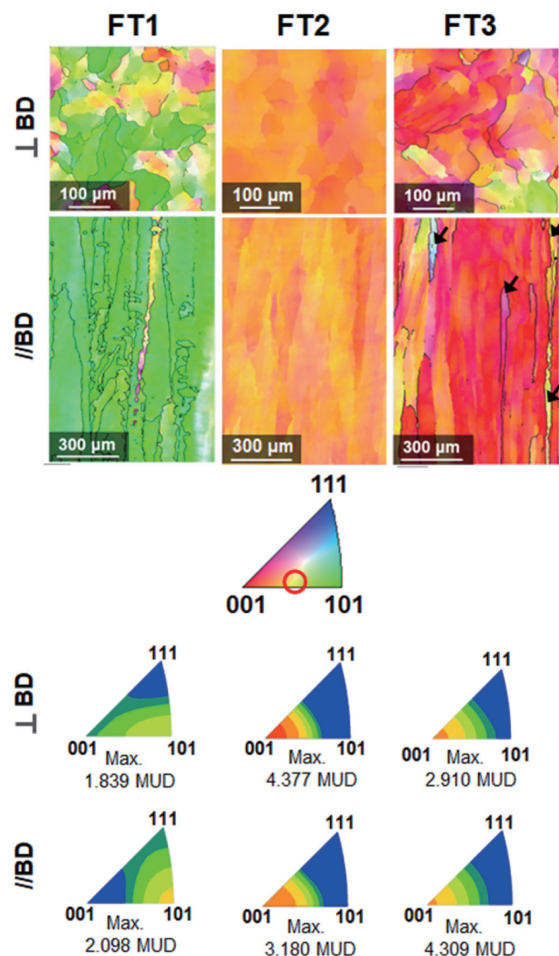 FT1 FT2 FT3
⊥ BD
100 µm 100 µm 100 µm
//BD
300 µm 300 µm 300 µm
111
001 101
⊥ BD
111 111 111
001 101 001 101 001 101
Max. Max. Max.
1.839 MUD 4.377 MUD 2.910 MUD
//BD
111 111 111
001 101 001 101 001 101
Max. Max. Max.
2.098 MUD 3.180 MUD 4.309 MUD